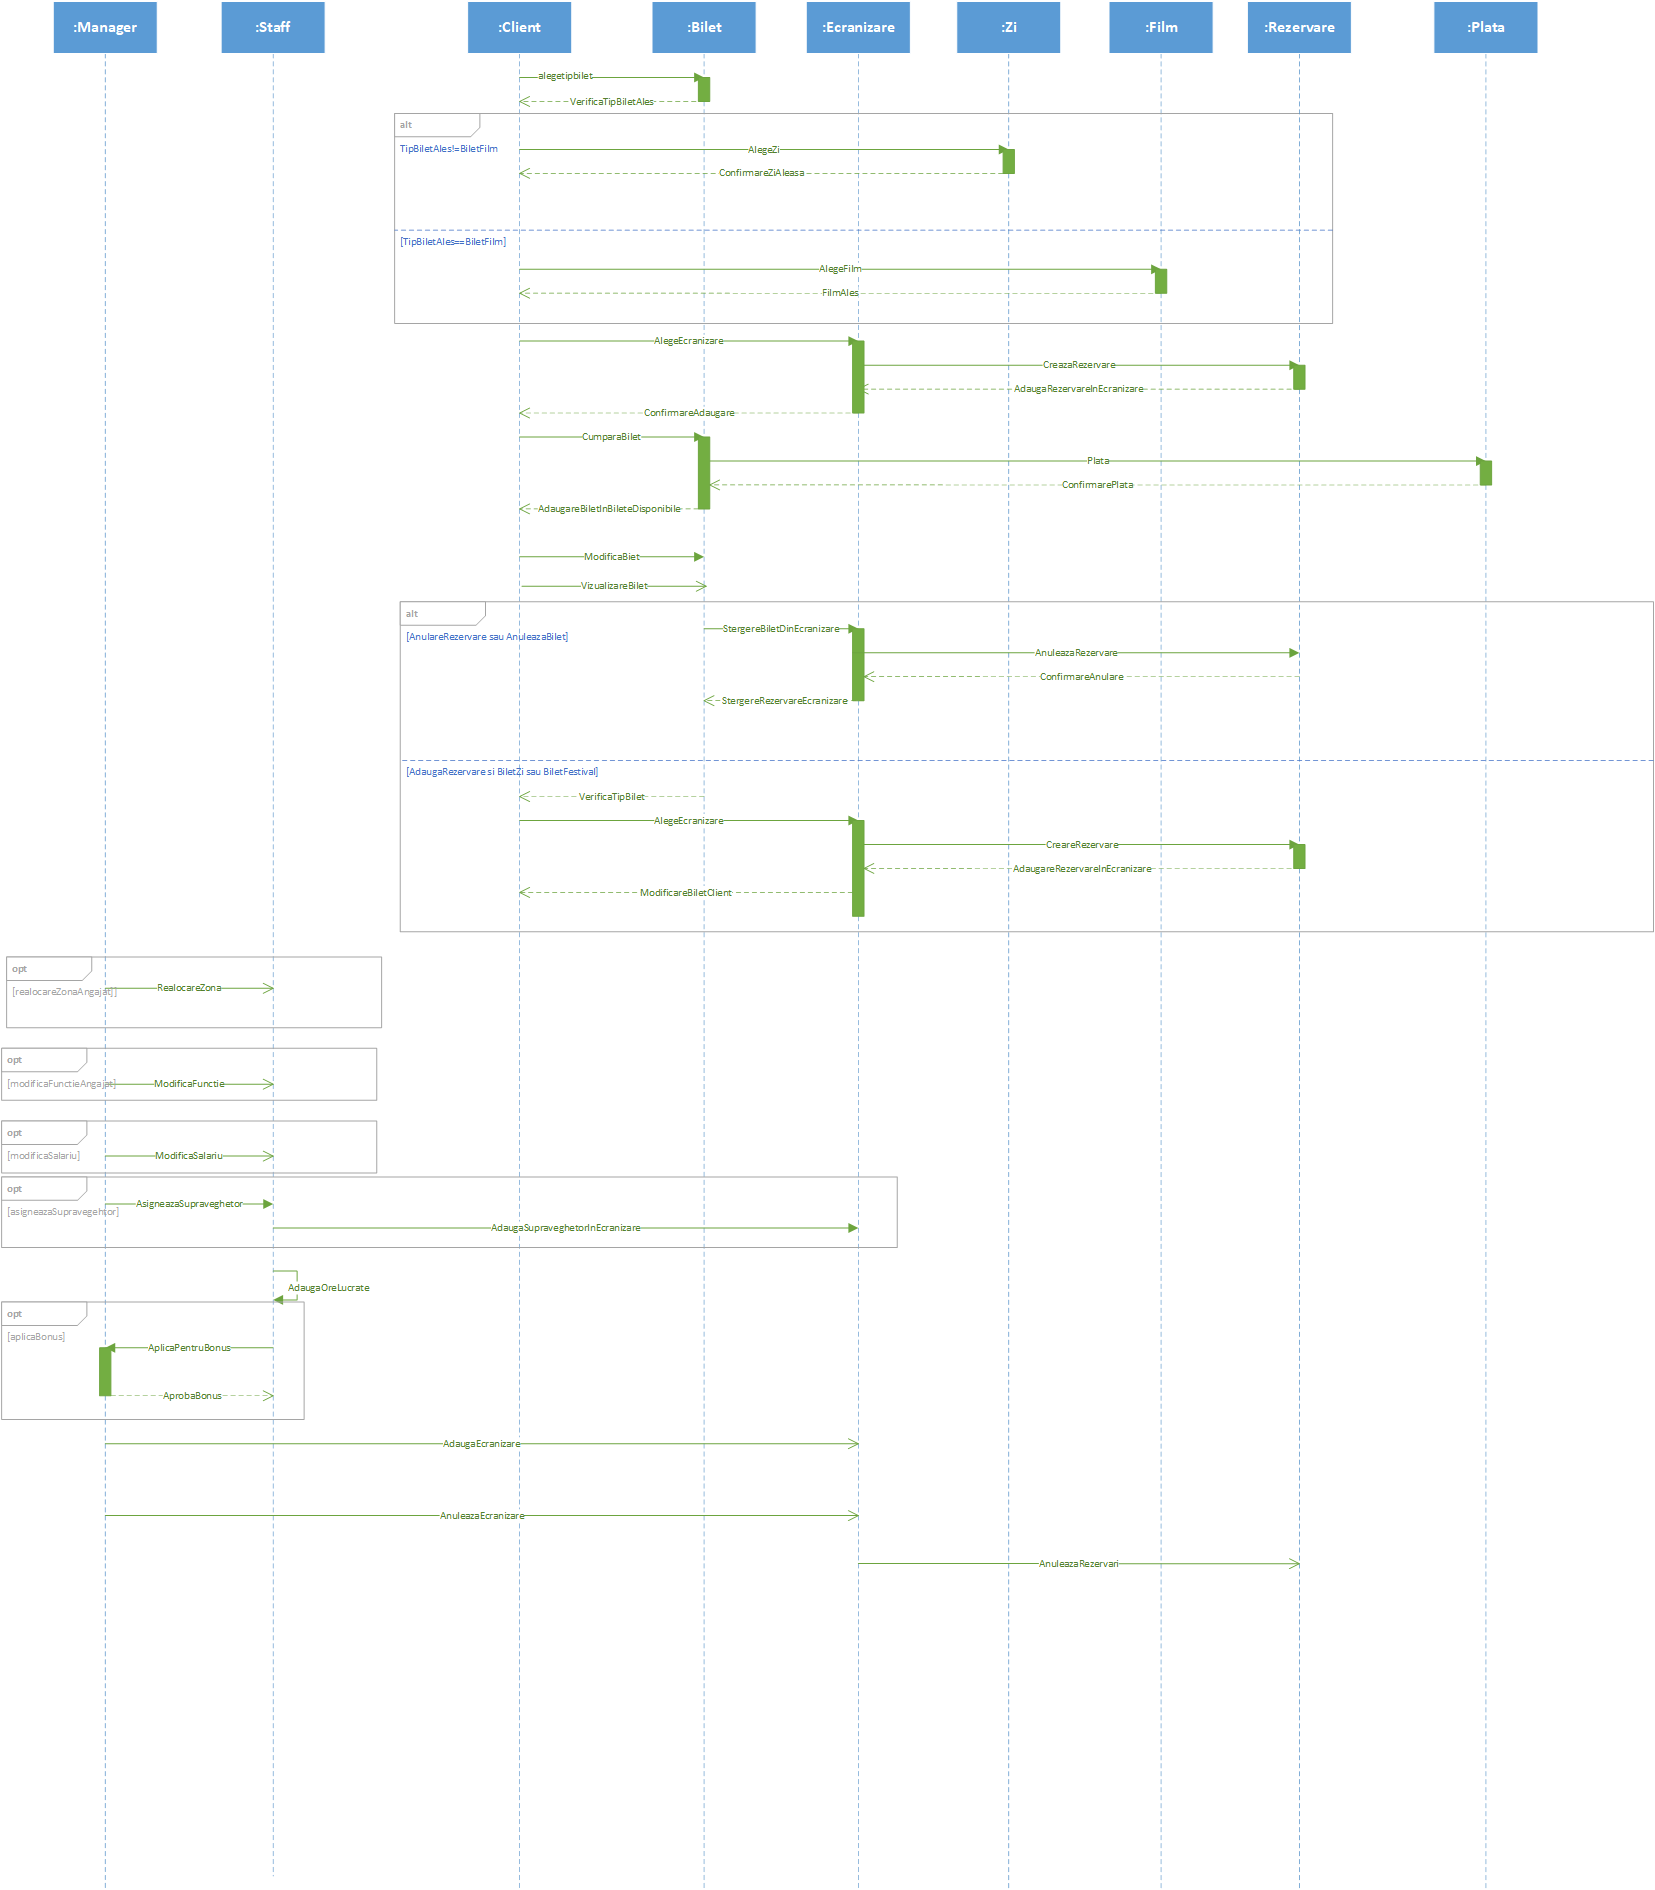 :Manager
:Staff
:Client
:Bilet
:Ecranizare
:Zi
:Film
:Rezervare
:Plata
alegetipbilet
VerificaTipBiletAles
alt
TipBiletAles!=BiletFilm
AlegeZi
ConfirmareZiAleasa
[TipBiletAles==BiletFilm]
AlegeFilm
FilmAles
AlegeEcranizare
CreazaRezervare
AdaugaRezervareInEcranizare
ConfirmareAdaugare
CumparaBilet
Plata
ConfirmarePlata
AdaugareBiletInBileteDisponibile
ModificaBiet
VizualizareBilet
alt
[AnulareRezervare sau AnuleazaBilet]
StergereBiletDinEcranizare
AnuleazaRezervare
ConfirmareAnulare
StergereRezervareEcranizare
[AdaugaRezervare si BiletZi sau BiletFestival]
VerificaTipBilet
AlegeEcranizare
CreareRezervare
AdaugareRezervareInEcranizare
ModificareBiletClient
opt
[realocareZonaAngajat]]
RealocareZona
opt
[modificaFunctieAngajat]
ModificaFunctie
opt
[modificaSalariu]
ModificaSalariu
opt
AsigneazaSupraveghetor
[asigneazaSupravegehtor]
AdaugaSupraveghetorInEcranizare
AdaugaOreLucrate
opt
[aplicaBonus]
AplicaPentruBonus
AprobaBonus
AdaugaEcranizare
AnuleazaEcranizare
AnuleazaRezervari